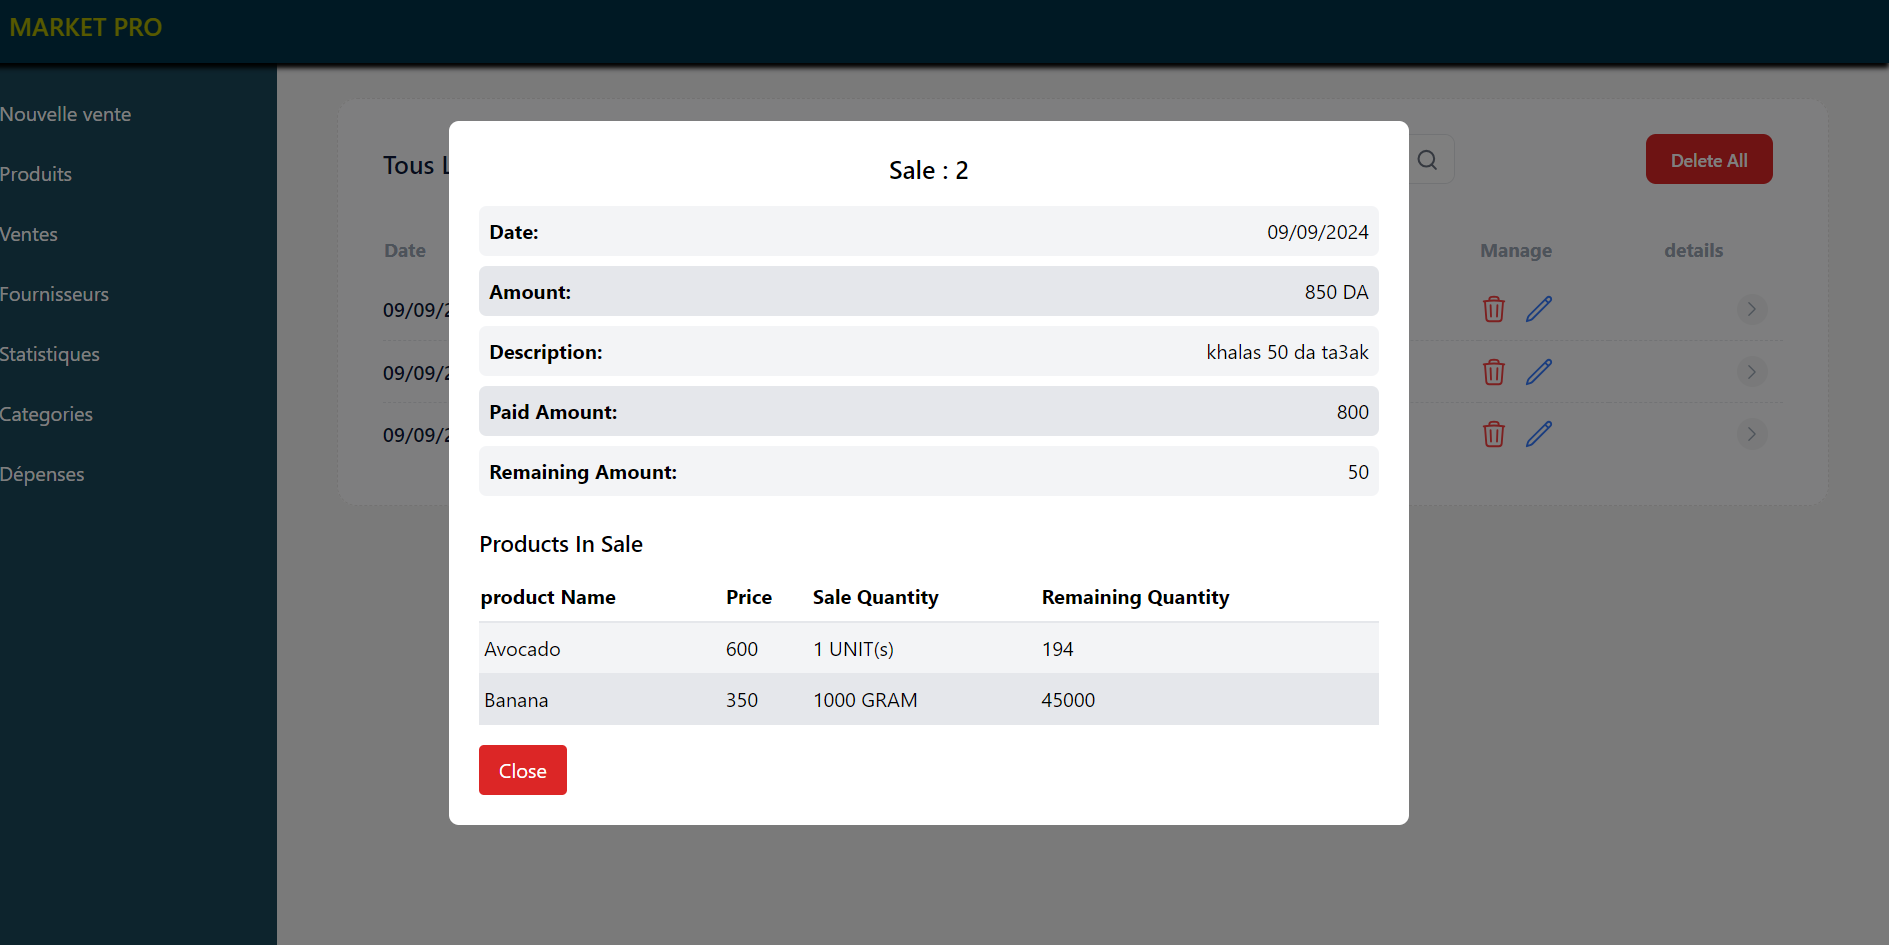 MARKET PRO
Nouvelle vente
Produits
Ventes
Fournisseurs
Statistiques
Categories
Dépenses
Tous
Delete All
Date
Manage
details
09/09/
09/09/
09/09/
Sale : 2
Date: 09/09/2024
Amount: 850 DA
Description: khalas 50 da ta3ak
Paid Amount: 800
Remaining Amount: 50
Products In Sale
product Name Price Sale Quantity Remaining Quantity
Avocado 600 1 UNIT(s) 194
Banana 350 1000 GRAM 45000
Close